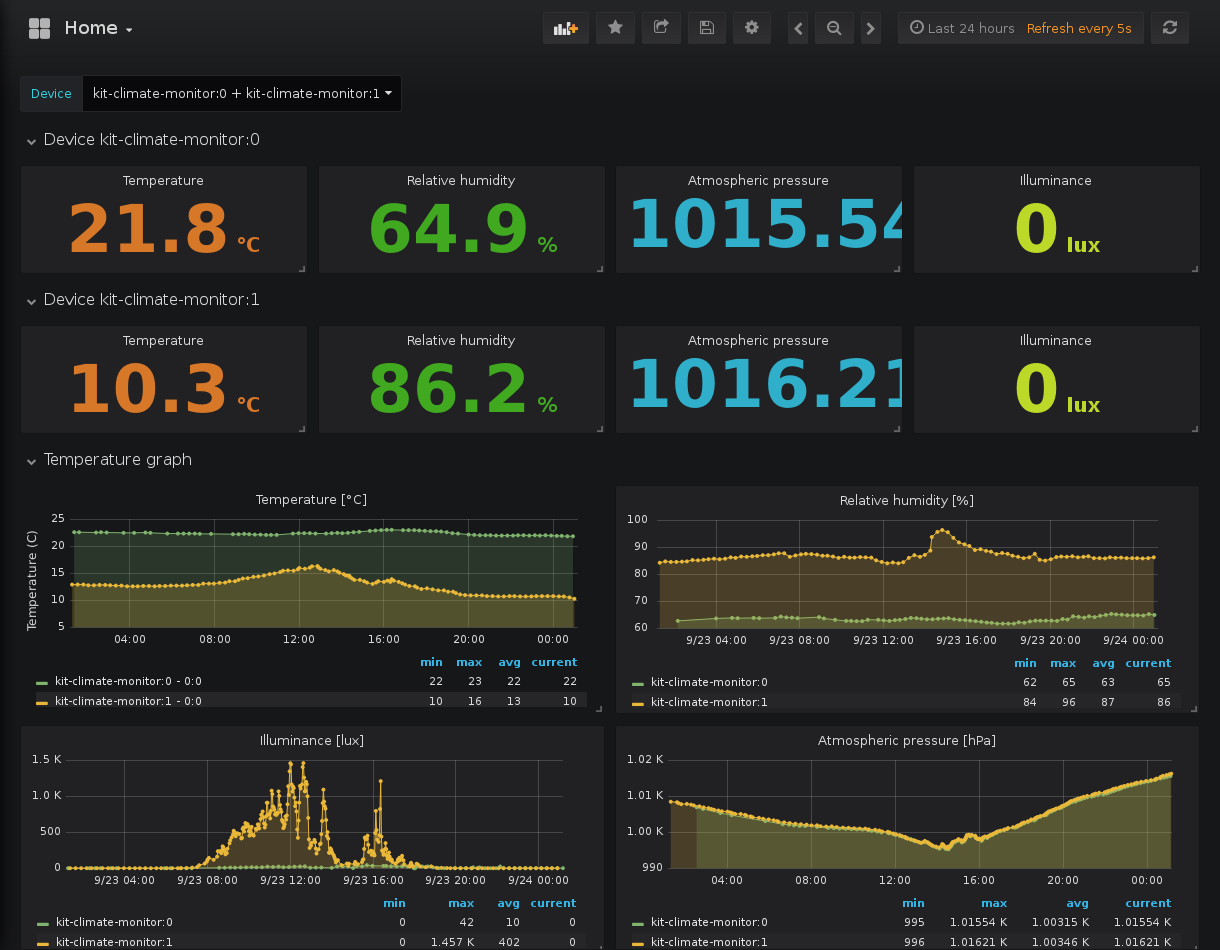 Home
Last 24 hours Refresh every 5s
Device kit-climate-monitor:0 + kit-climate-monitor:1
Device kit-climate-monitor:0
Temperature Relative humidity Atmospheric pressure Illuminance
21.8 °C 64.9 % 1015.54 0 lux
Device kit-climate-monitor:1
Temperature Relative humidity Atmospheric pressure Illuminance
10.3 °C 86.2 % 1016.21 0 lux
Temperature graph
Temperature [°C]
Temperature (C)
25
20
15
10
5
04:00 08:00 12:00 16:00 20:00 00:00
min max avg current
kit-climate-monitor:0 - 0:0 22 23 22 22
kit-climate-monitor:1 - 0:0 10 16 13 10
Relative humidity [%]
100
90
80
70
60
9/23 04:00 9/23 08:00 9/23 12:00 9/23 16:00 9/23 20:00 9/24 00:00
min max avg current
kit-climate-monitor:0 62 65 63 65
kit-climate-monitor:1 84 96 87 86
Illuminance [lux]
1.5 K
1.0 K
500
0
9/23 04:00 9/23 08:00 9/23 12:00 9/23 16:00 9/23 20:00 9/24 00:00
min max avg current
kit-climate-monitor:0 0 42 10 0
kit-climate-monitor:1 0 1.457 K 402 0
Atmospheric pressure [hPa]
1.02 K
1.01 K
1.00 K
990
04:00 08:00 12:00 16:00 20:00 00:00
min max avg current
kit-climate-monitor:0 995 1.01554 K 1.00315 K 1.01554 K
kit-climate-monitor:1 996 1.01621 K 1.00346 K 1.01621 K